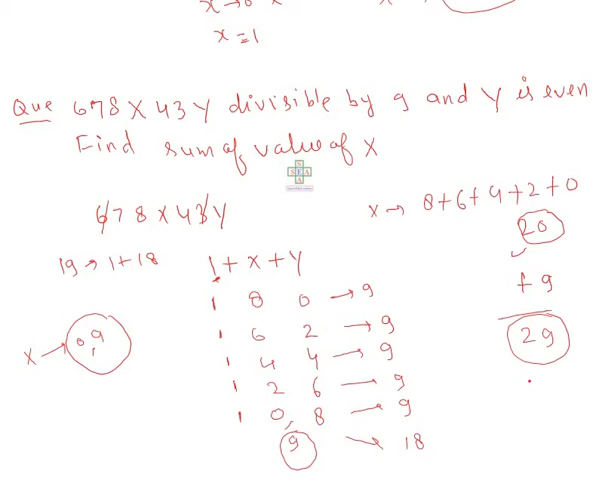 x = 1
Que 678X43Y divisible by 9 and Y is even
Find sum of value of X
678X43Y
X → 8+6+4+2+0
20
+9
29
19 → 1+18
1 + X + Y
1 8 0 → 9
1 6 2 → 9
1 4 4 → 9
1 2 6 → 9
1 0, 8 → 9
9 → 18
X → 0,9